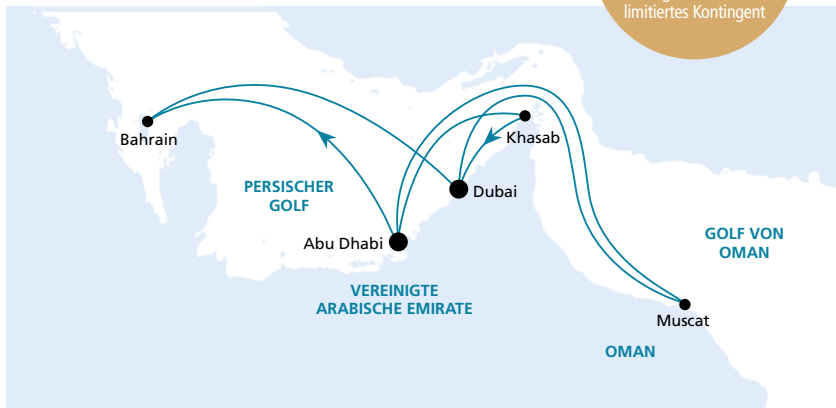 limitiertes Kontingent
Bahrain
Khasab
PERSISCHER
GOLF
Dubai
Abu Dhabi
GOLF VON
OMAN
VEREINIGTE
ARABISCHE EMIRATE
Muscat
OMAN